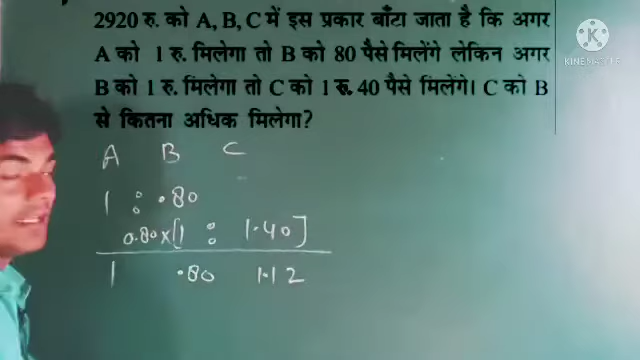 2920 रु. को A, B, C में इस प्रकार बाँटा जाता है कि अगर
A को 1 रु. मिलेगा तो B को 80 पैसे मिलेंगे लेकिन अगर
B को 1 रु. मिलेगा तो C को 1 रु. 40 पैसे मिलेंगे। C को B
से कितना अधिक मिलेगा?
A B C
1 : .80
0.80×[1 : 1.40]
1 .80 1.12
KINEMASTER